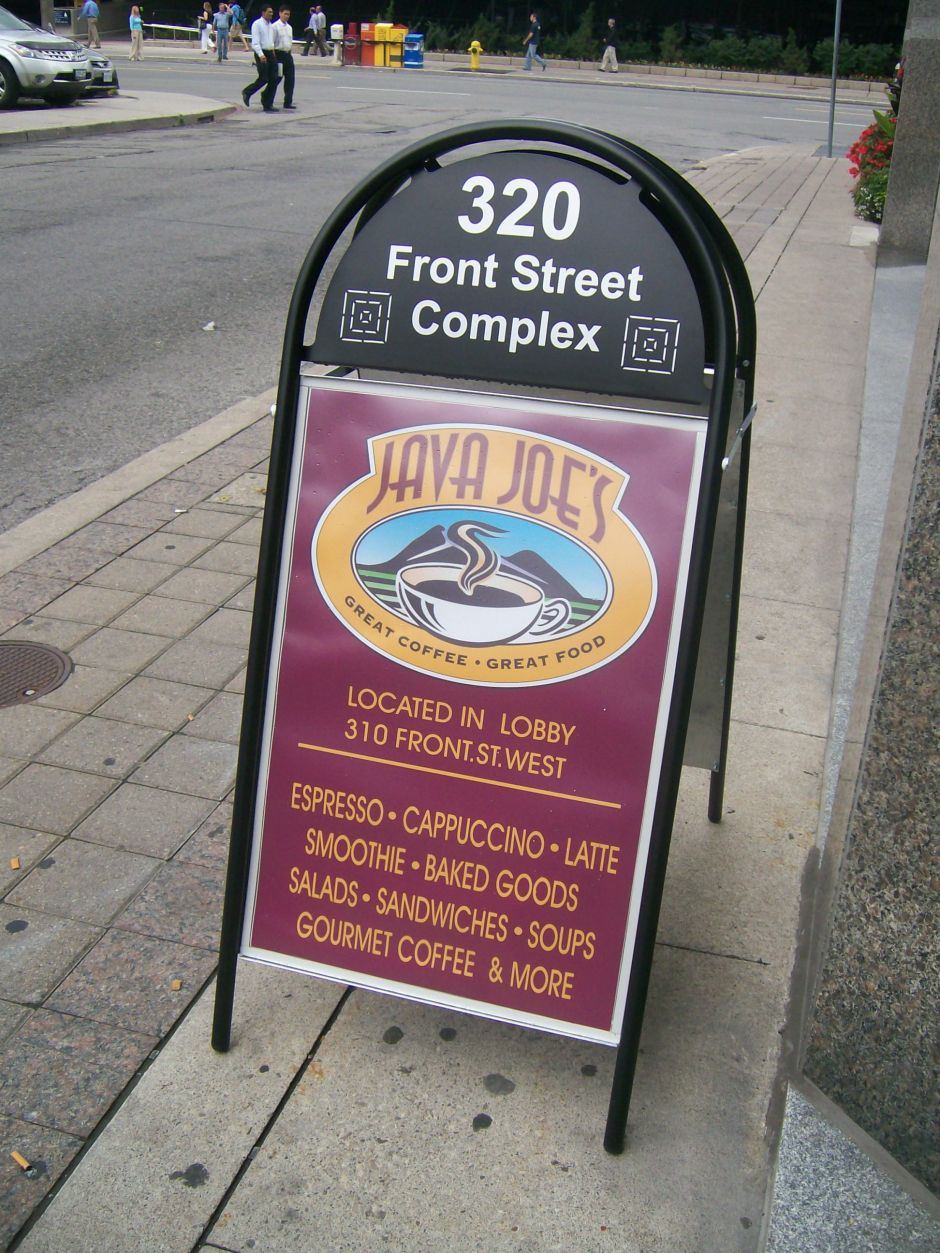 320
Front Street
Complex
JAVA JOE'S
GREAT COFFEE • GREAT FOOD
LOCATED IN LOBBY
310 FRONT.ST.WEST
ESPRESSO • CAPPUCCINO • LATTE
SMOOTHIE • BAKED GOODS
SALADS • SANDWICHES • SOUPS
GOURMET COFFEE & MORE